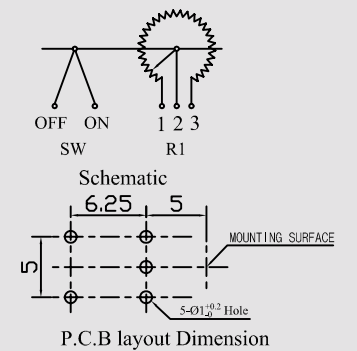 OFF ON 1 2 3
SW R1
Schematic
6.25 5
MOUNTING SURFACE
5
5-Ø1+0.2 -0 Hole
P.C.B layout Dimension